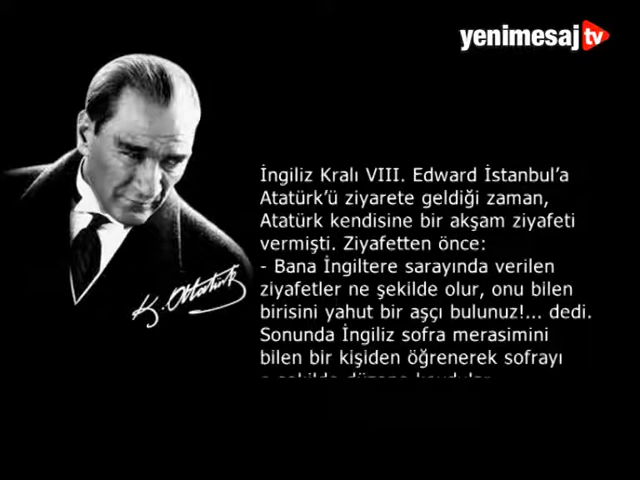 yenimesaj tv
İngiliz Kralı VIII. Edward İstanbul'a
Atatürk'ü ziyarete geldiği zaman,
Atatürk kendisine bir akşam ziyafeti
vermişti. Ziyafetten önce:
- Bana İngiltere sarayında verilen
ziyafetler ne şekilde olur, onu bilen
birisini yahut bir aşçı bulunuz!... dedi.
Sonunda İngiliz sofra merasimini
bilen bir kişiden öğrenerek sofrayı
K. Atatürk